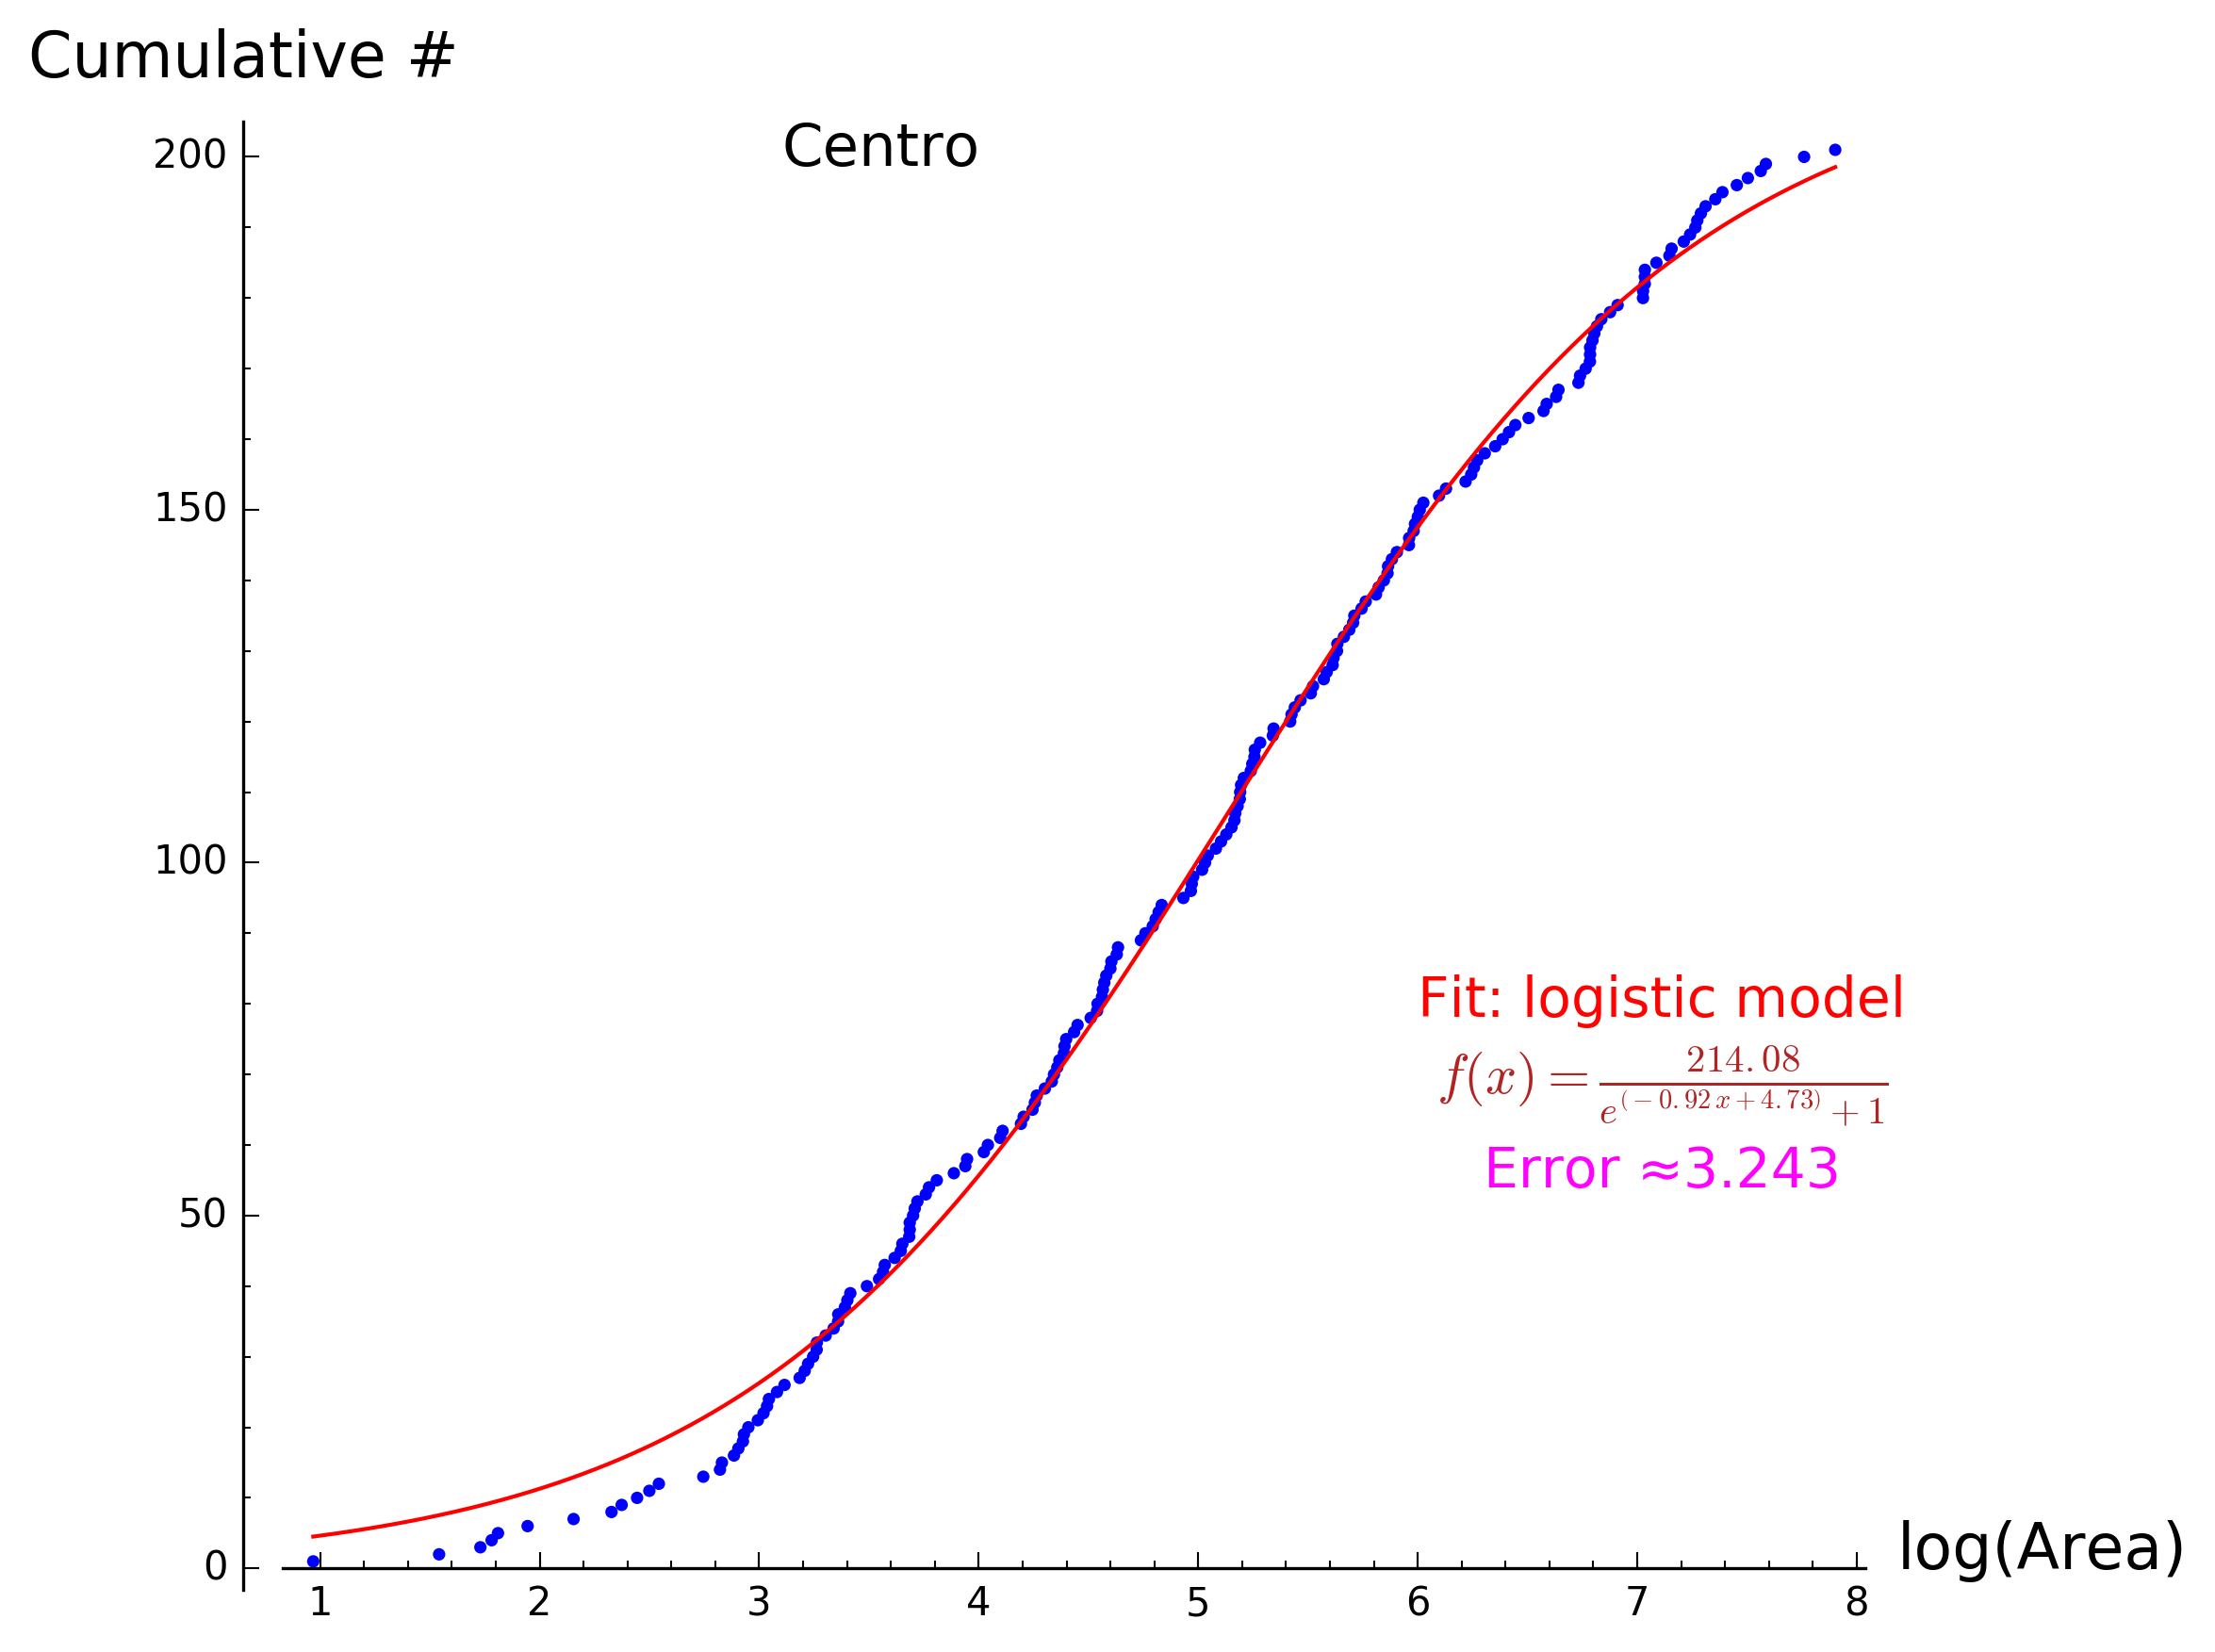 Cumulative #
Centro
200
150
100
50
0
Fit: logistic model
f(x) = 214.08 / e^(−0.92x+4.73) + 1
Error ≈3.243
log(Area)
1 2 3 4 5 6 7 8